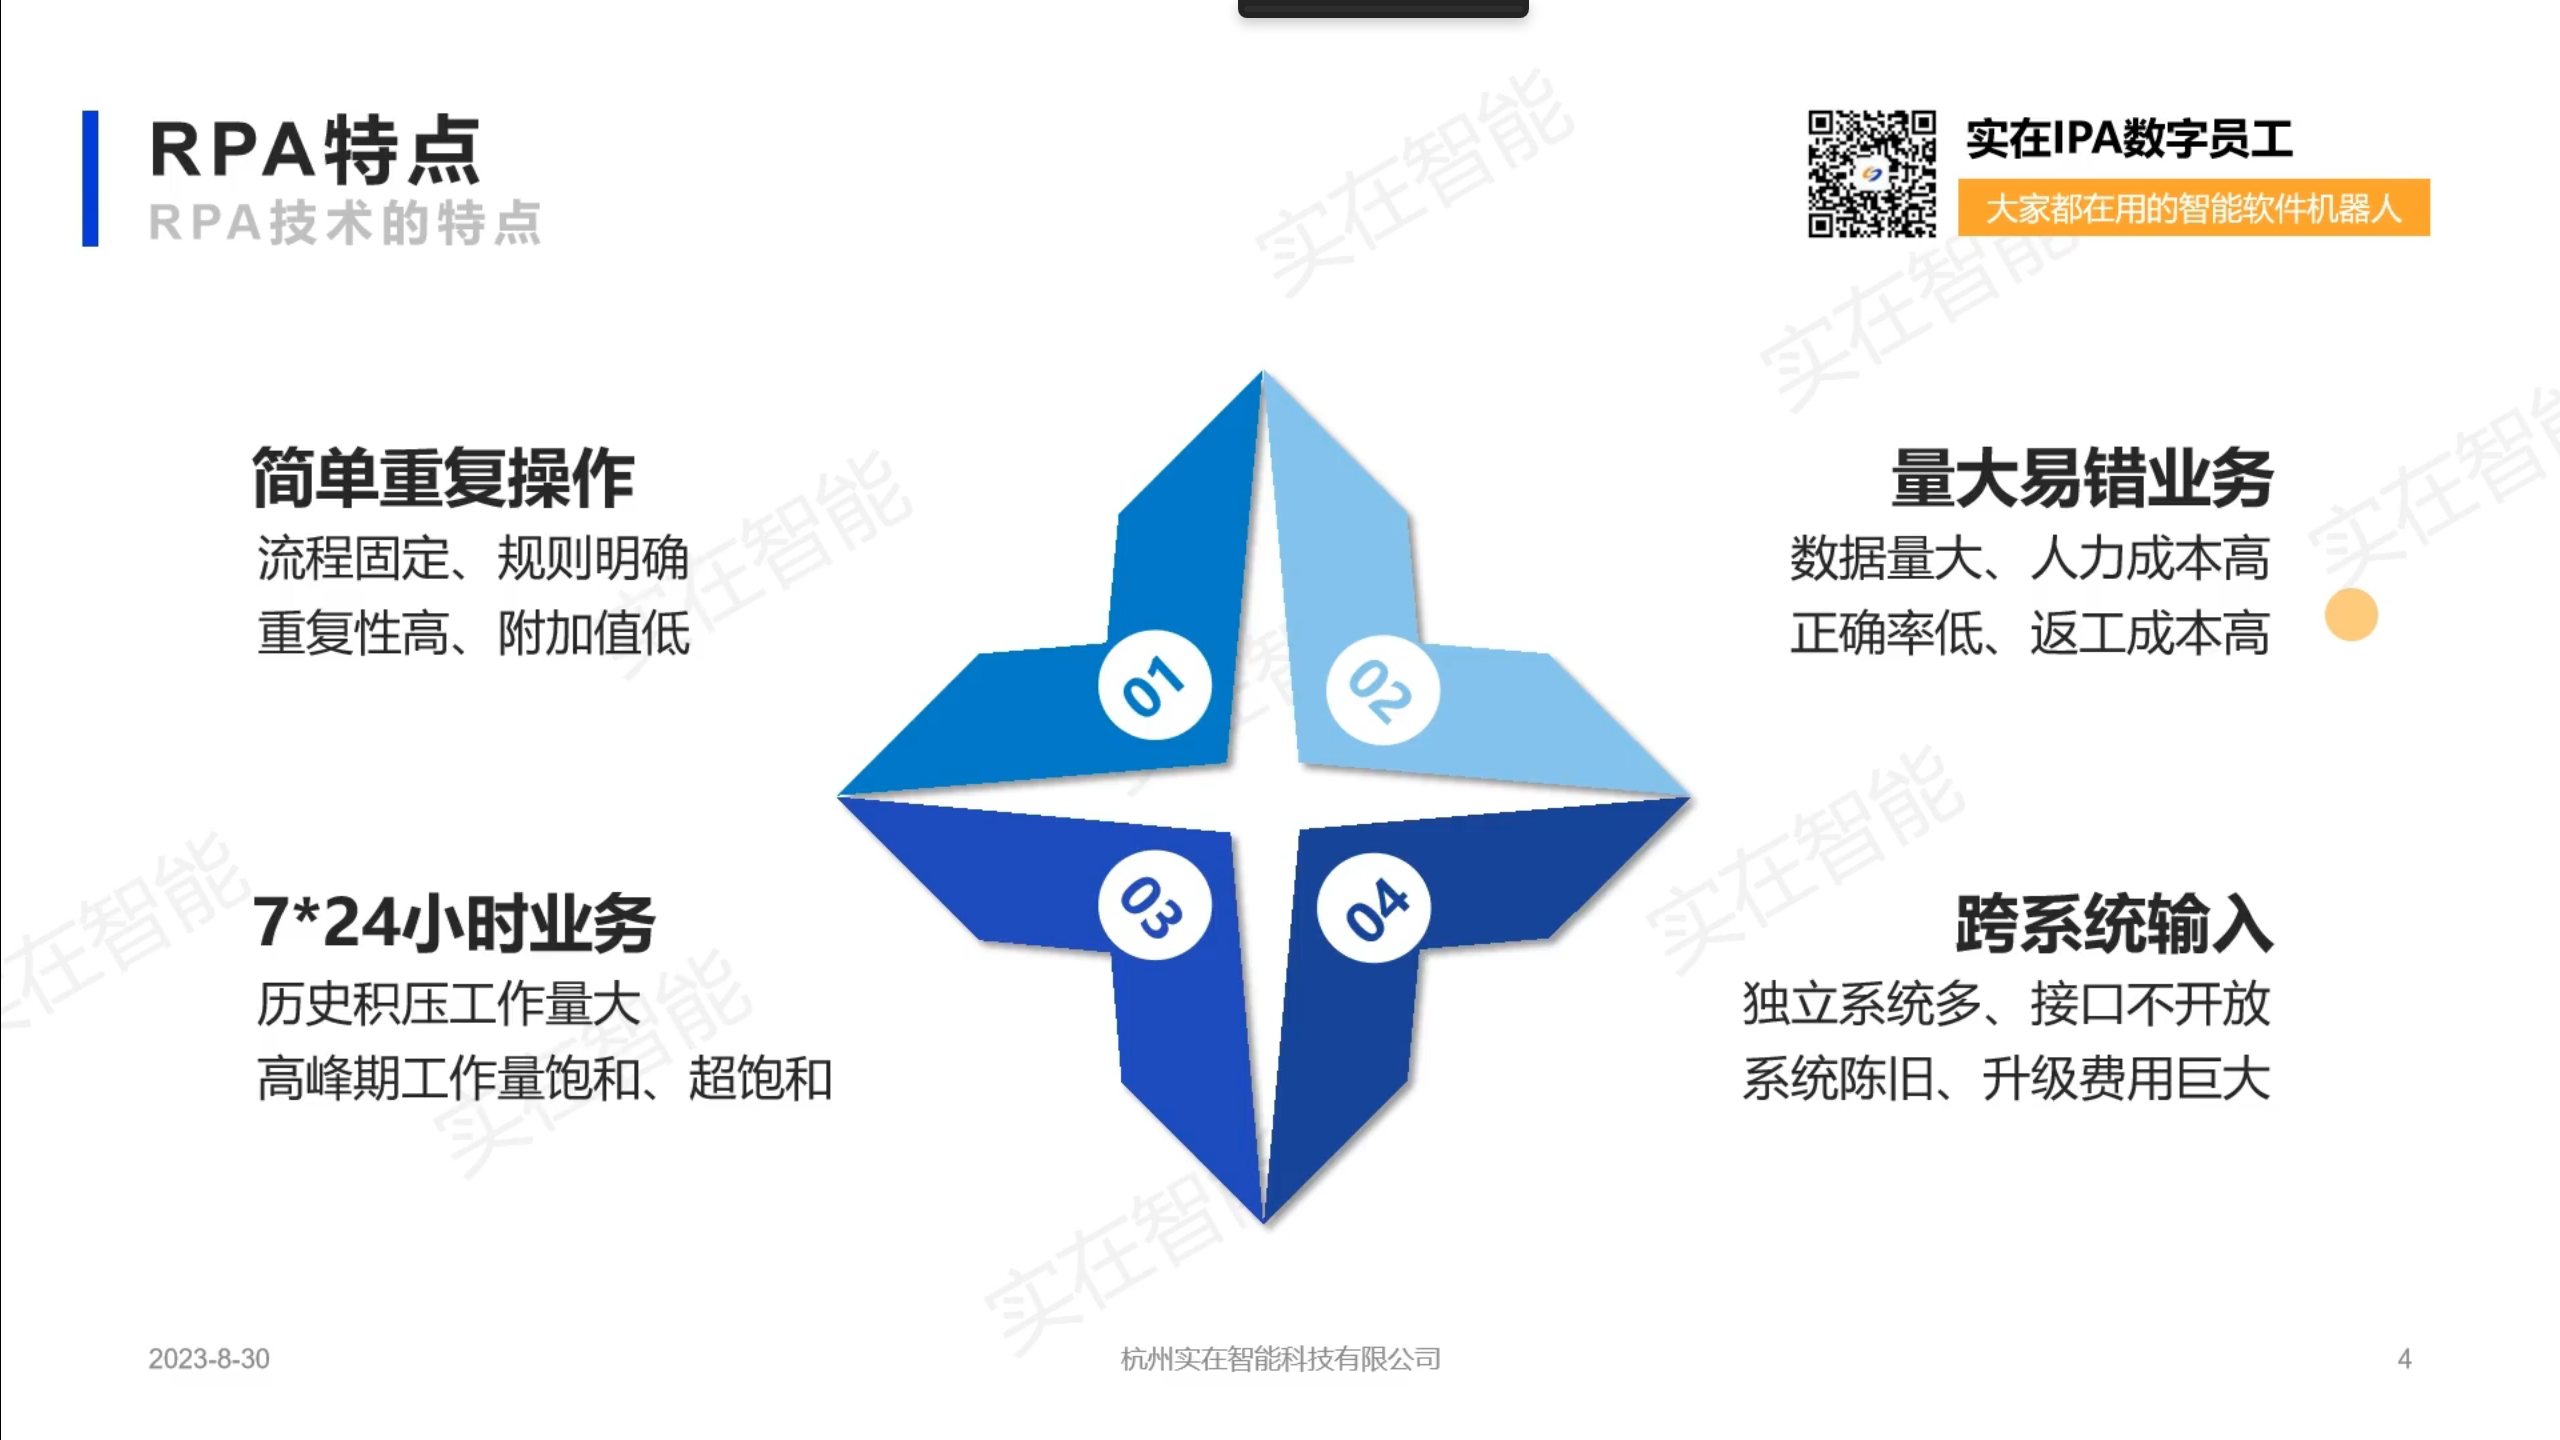 RPA特点
RPA技术的特点
实在IPA数字员工
大家都在用的智能软件机器人
简单重复操作
流程固定、规则明确
重复性高、附加值低
量大易错业务
数据量大、人力成本高
正确率低、返工成本高
01
02
03
04
7*24小时业务
历史积压工作量大
高峰期工作量饱和、超饱和
跨系统输入
独立系统多、接口不开放
系统陈旧、升级费用巨大
实在智能
实在智能
实在智能
实在智能
实在智能
实在智能
实在智能
实在智能
2023-8-30
杭州实在智能科技有限公司
4